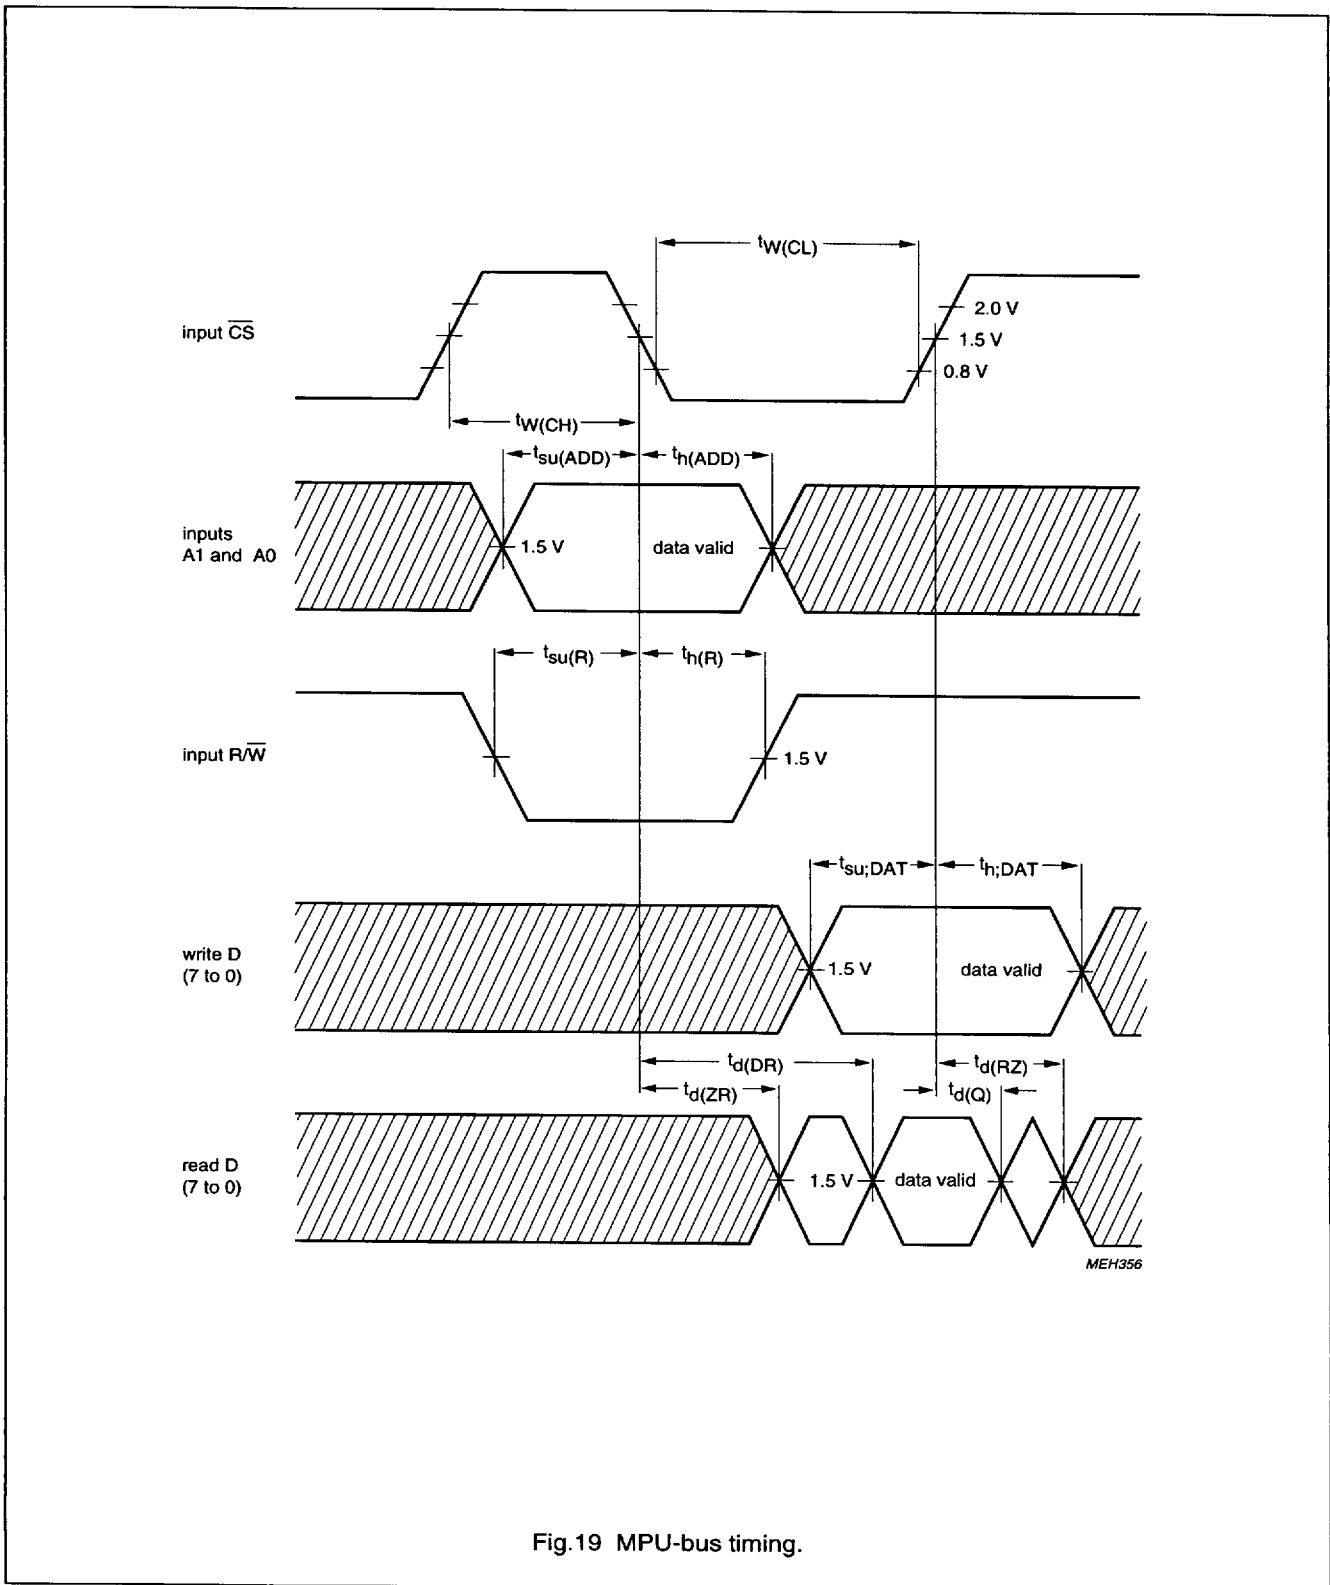 tW(CL)
input C̅S̅
2.0 V
1.5 V
0.8 V
tW(CH)
tsu(ADD)
th(ADD)
inputs
A1 and A0
1.5 V
data valid
tsu(R)
th(R)
input R/W̅
1.5 V
tsu;DAT
th;DAT
write D
(7 to 0)
1.5 V
data valid
td(DR)
td(RZ)
td(ZR)
td(Q)
read D
(7 to 0)
1.5 V
data valid
MEH356
Fig.19 MPU-bus timing.